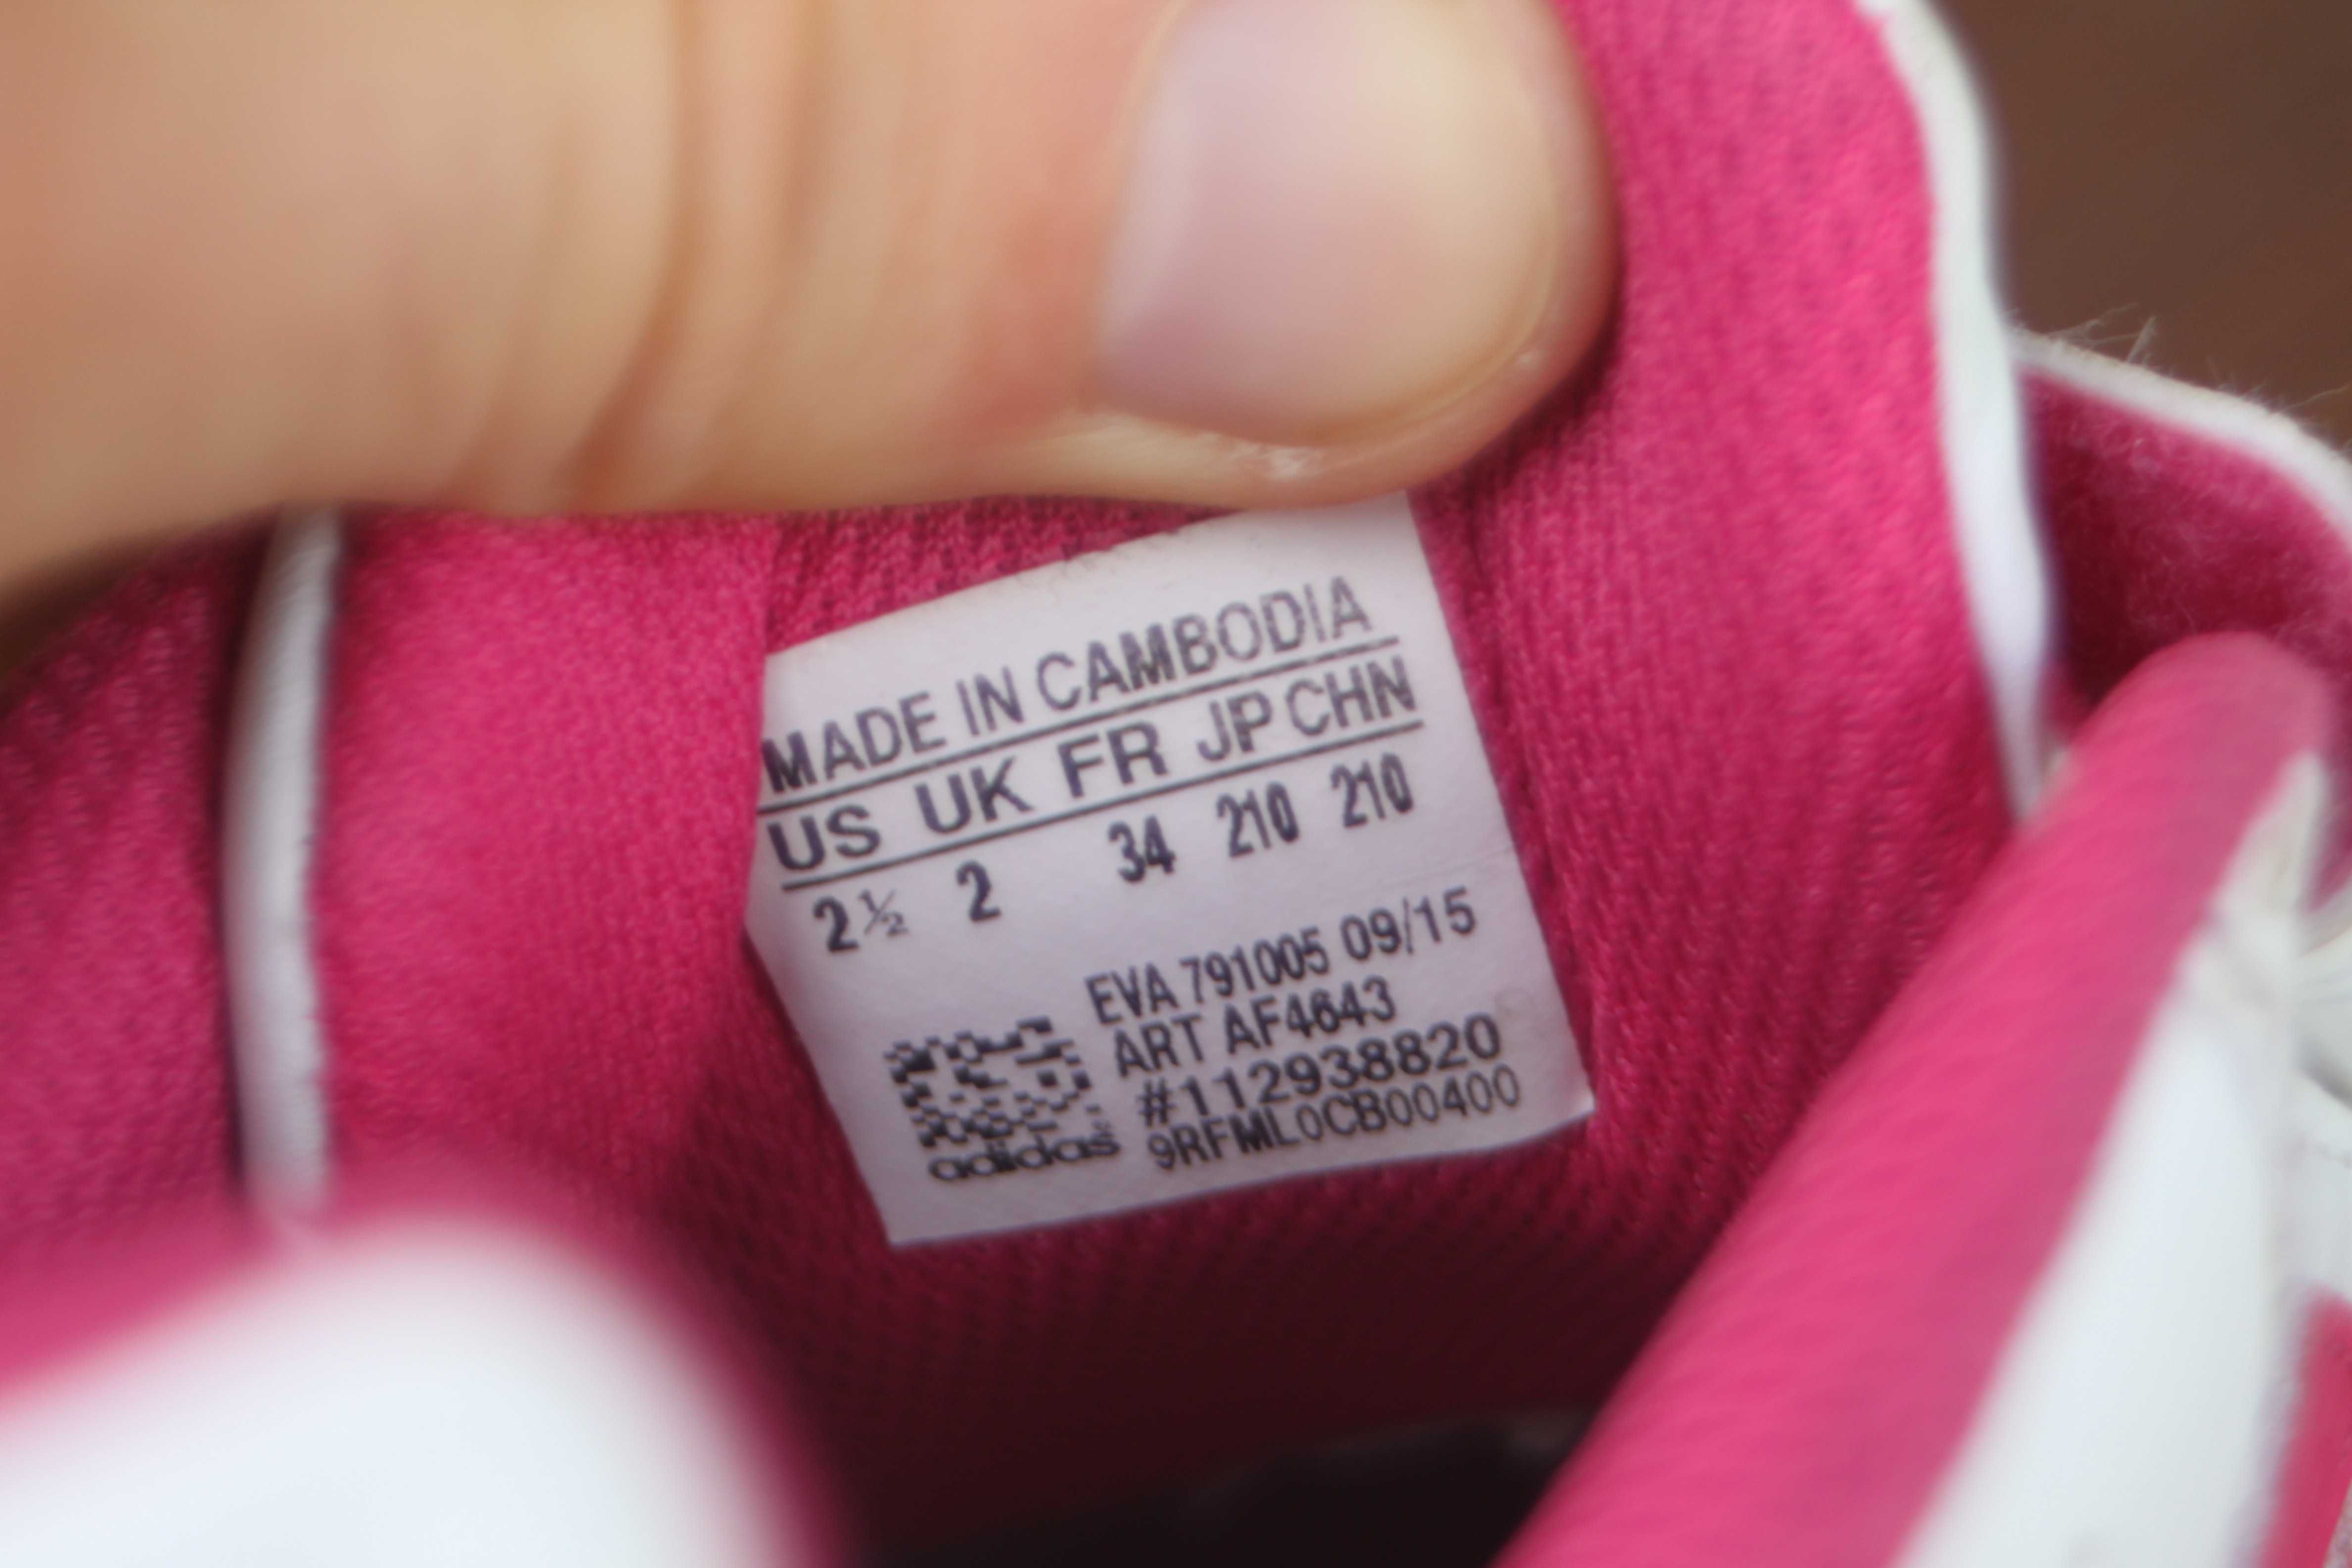 MADE IN CAMBODIA
US UK FR JP CHN
2½ 2 34 210 210
EVA 791005 09/15
ART AF4643
#112938820
9RFML0CB00400
adidas